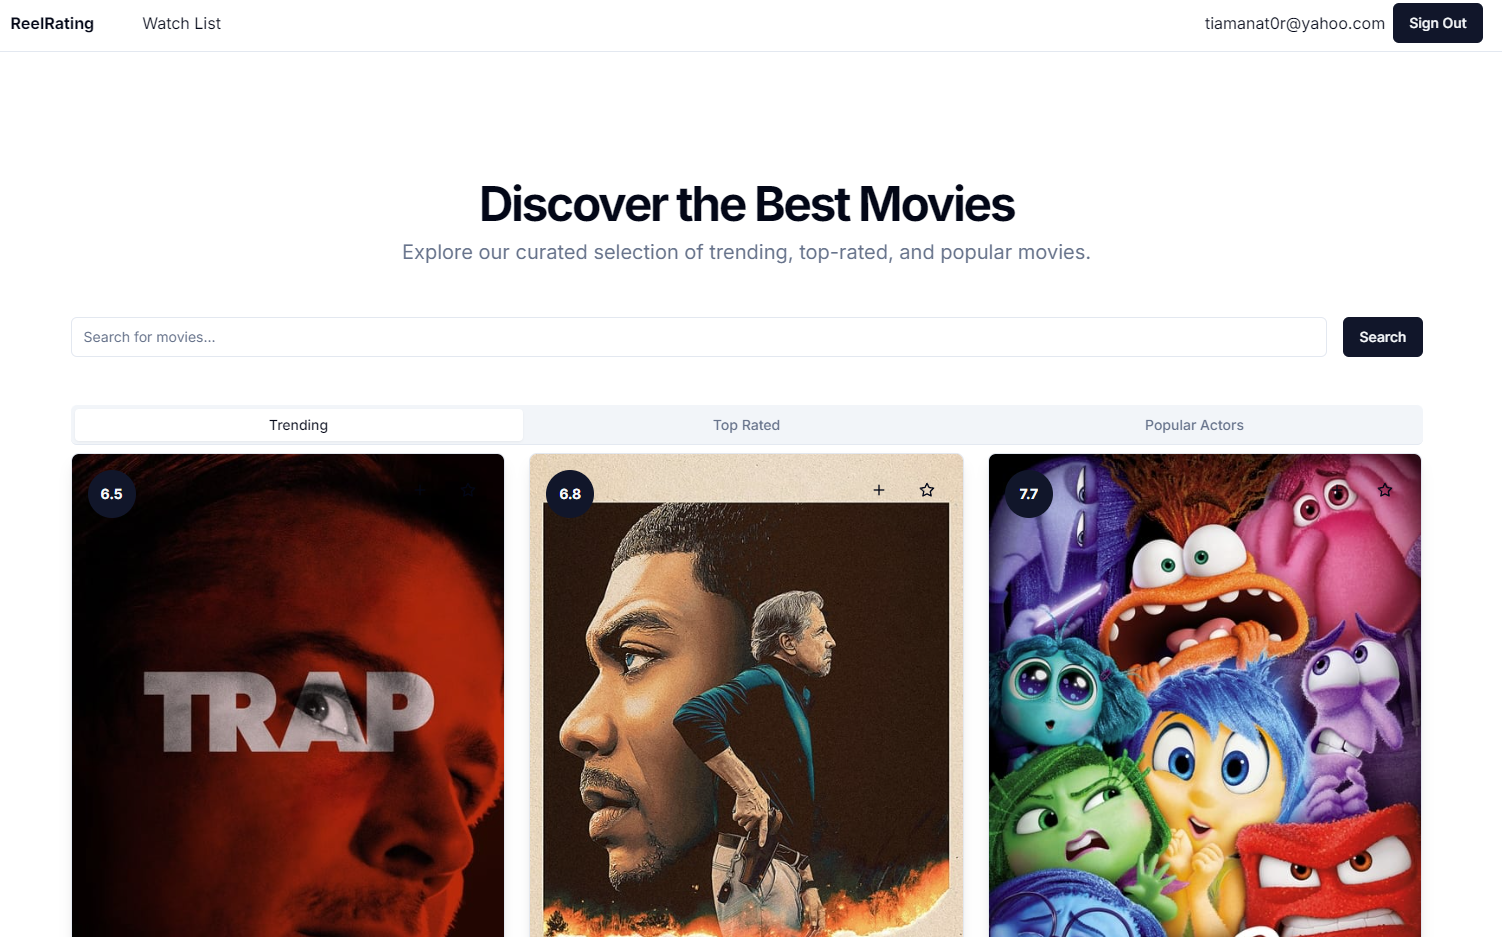 ReelRating
Watch List
tiamanat0r@yahoo.com
Sign Out
Discover the Best Movies
Explore our curated selection of trending, top-rated, and popular movies.
Search for movies...
Search
Trending
Top Rated
Popular Actors
6.5
6.8
7.7
TRAP